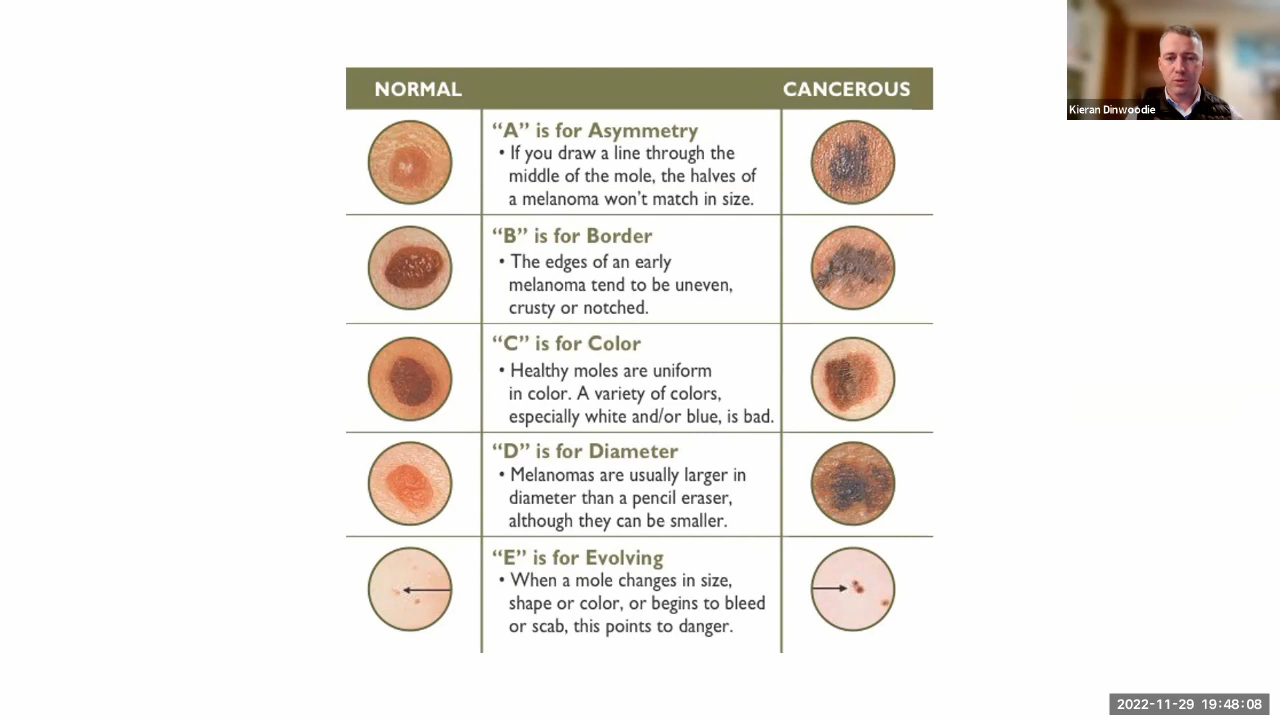 NORMAL
CANCEROUS
“A” is for Asymmetry
• If you draw a line through the
middle of the mole, the halves of
a melanoma won’t match in size.
“B” is for Border
• The edges of an early
melanoma tend to be uneven,
crusty or notched.
“C” is for Color
• Healthy moles are uniform
in color. A variety of colors,
especially white and/or blue, is bad.
“D” is for Diameter
• Melanomas are usually larger in
diameter than a pencil eraser,
although they can be smaller.
“E” is for Evolving
• When a mole changes in size,
shape or color, or begins to bleed
or scab, this points to danger.
Kieran Dinwoodie
2022-11-29 19:48:08